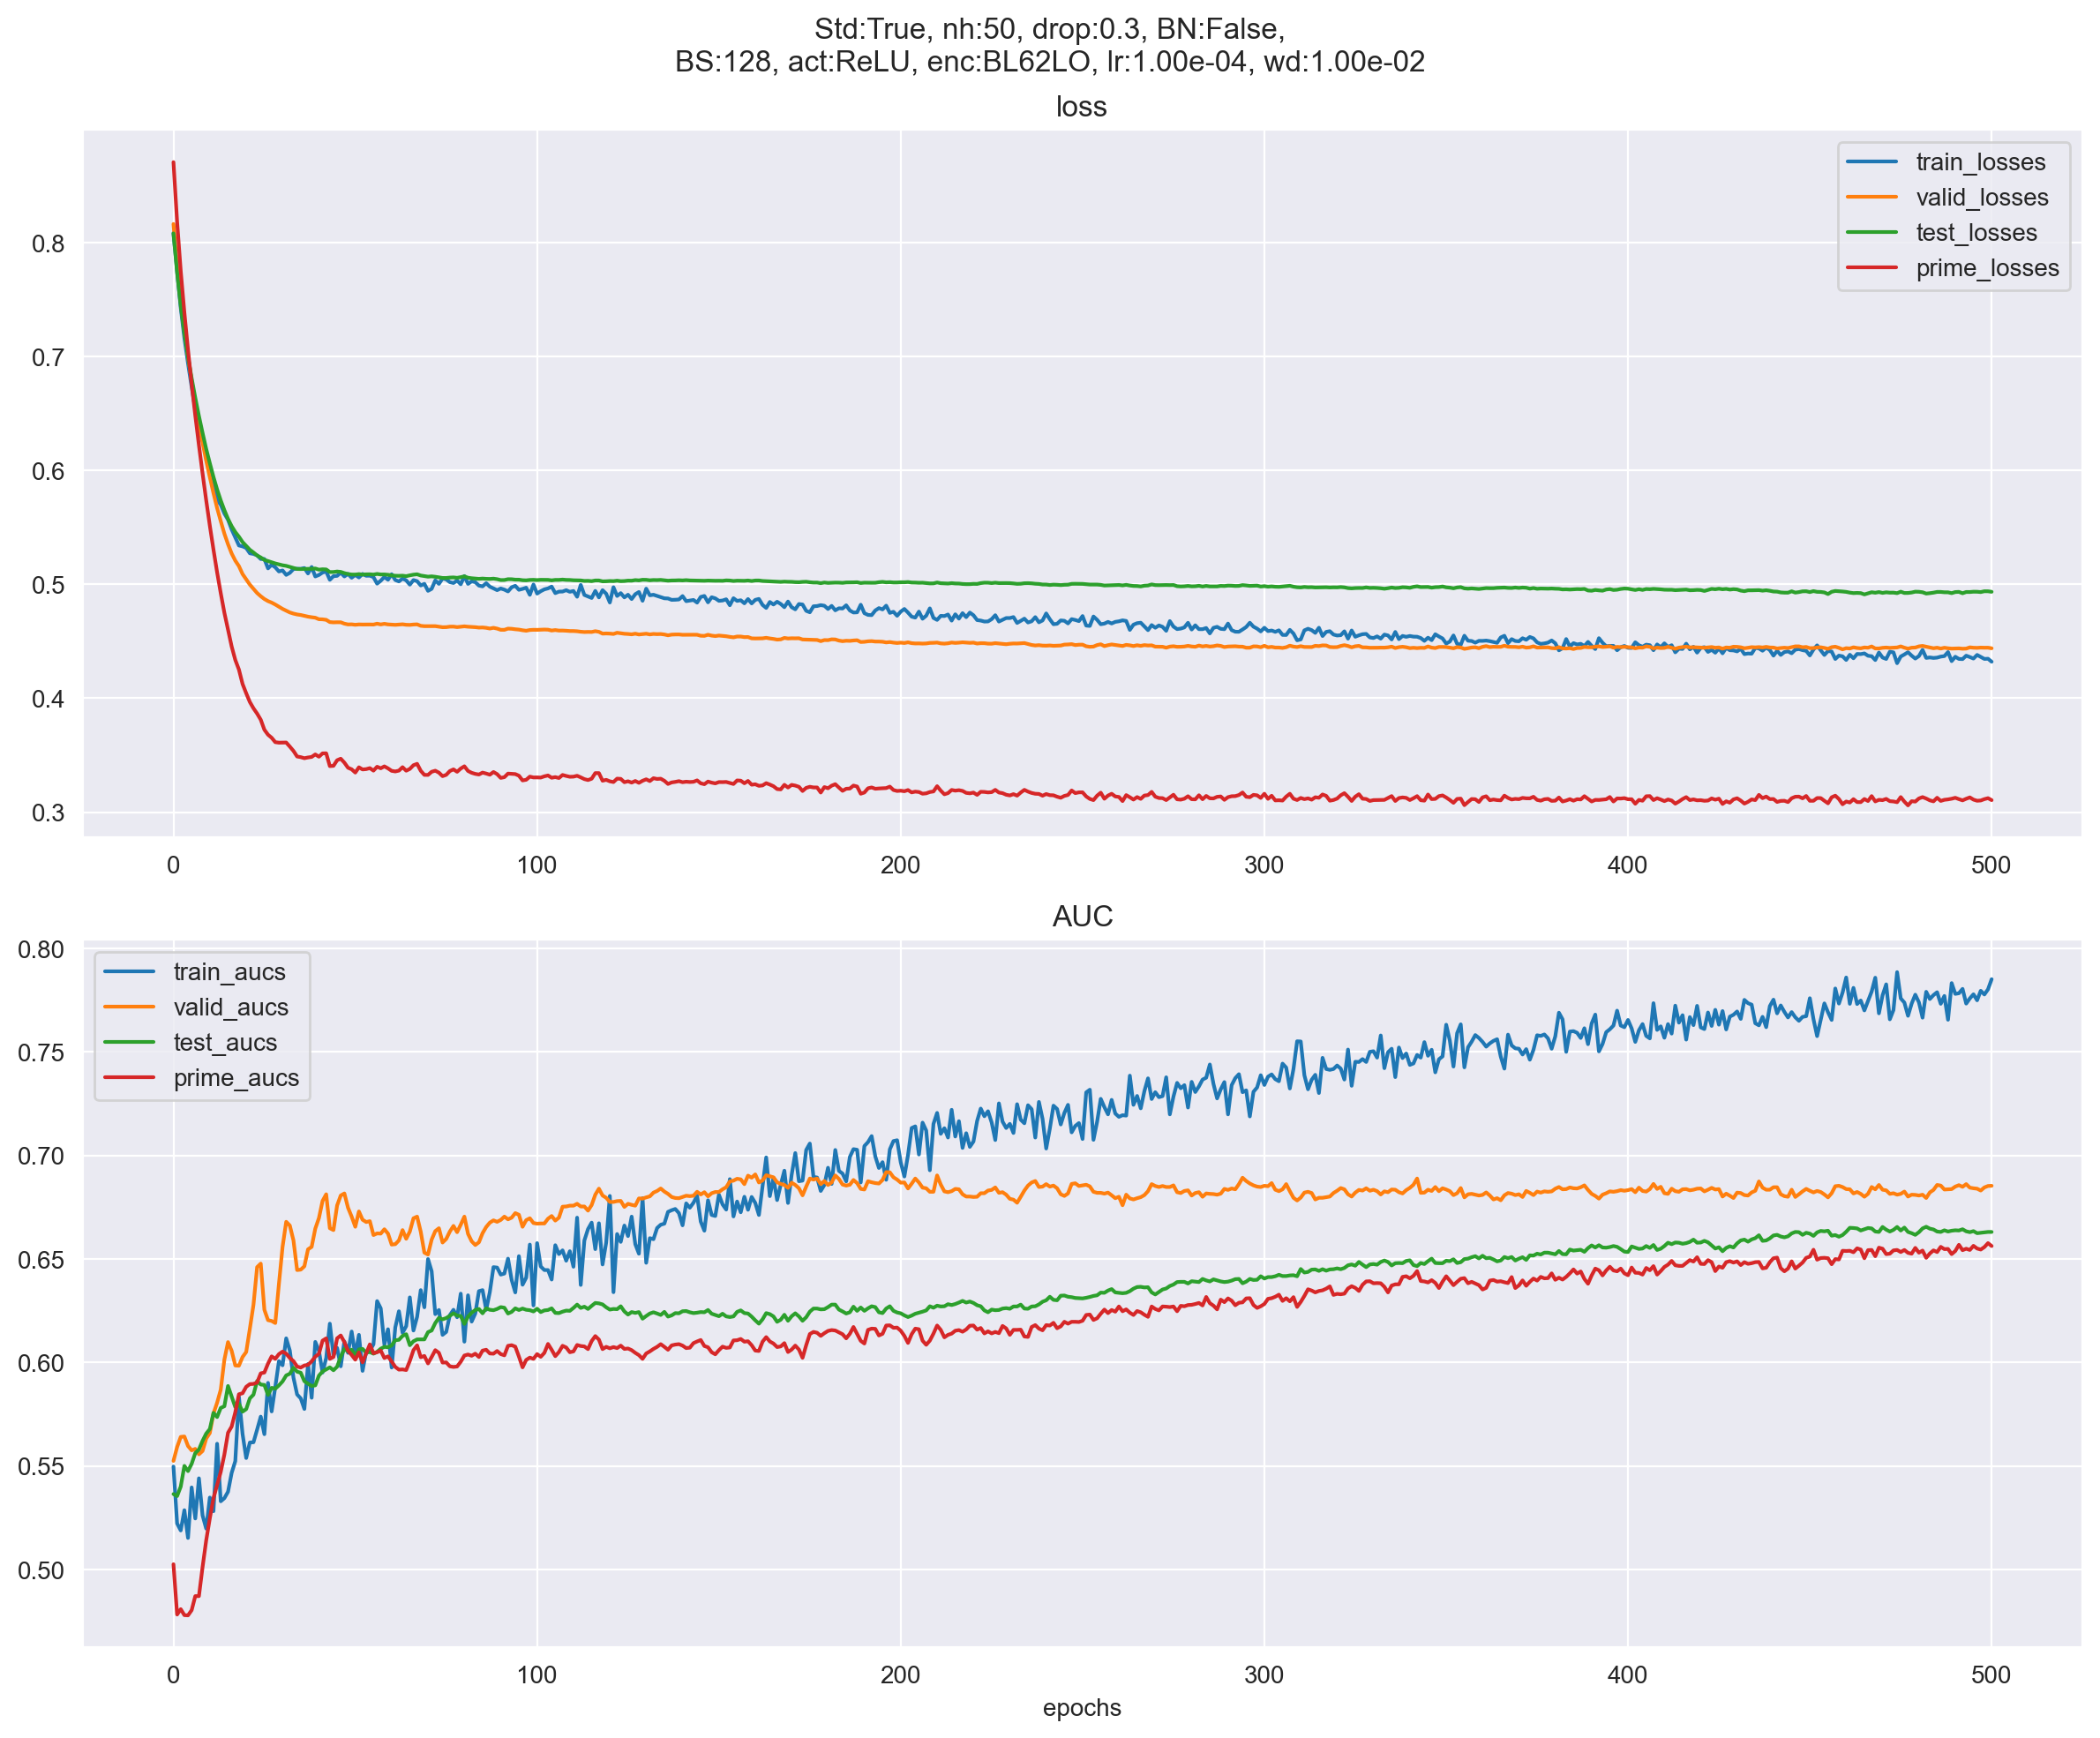 Std:True, nh:50, drop:0.3, BN:False,
BS:128, act:ReLU, enc:BL62LO, lr:1.00e-04, wd:1.00e-02
loss
train_losses
valid_losses
test_losses
prime_losses
0.8
0.7
0.6
0.5
0.4
0.3
0 100 200 300 400 500
AUC
train_aucs
valid_aucs
test_aucs
prime_aucs
0.80
0.75
0.70
0.65
0.60
0.55
0.50
0 100 200 300 400 500
epochs